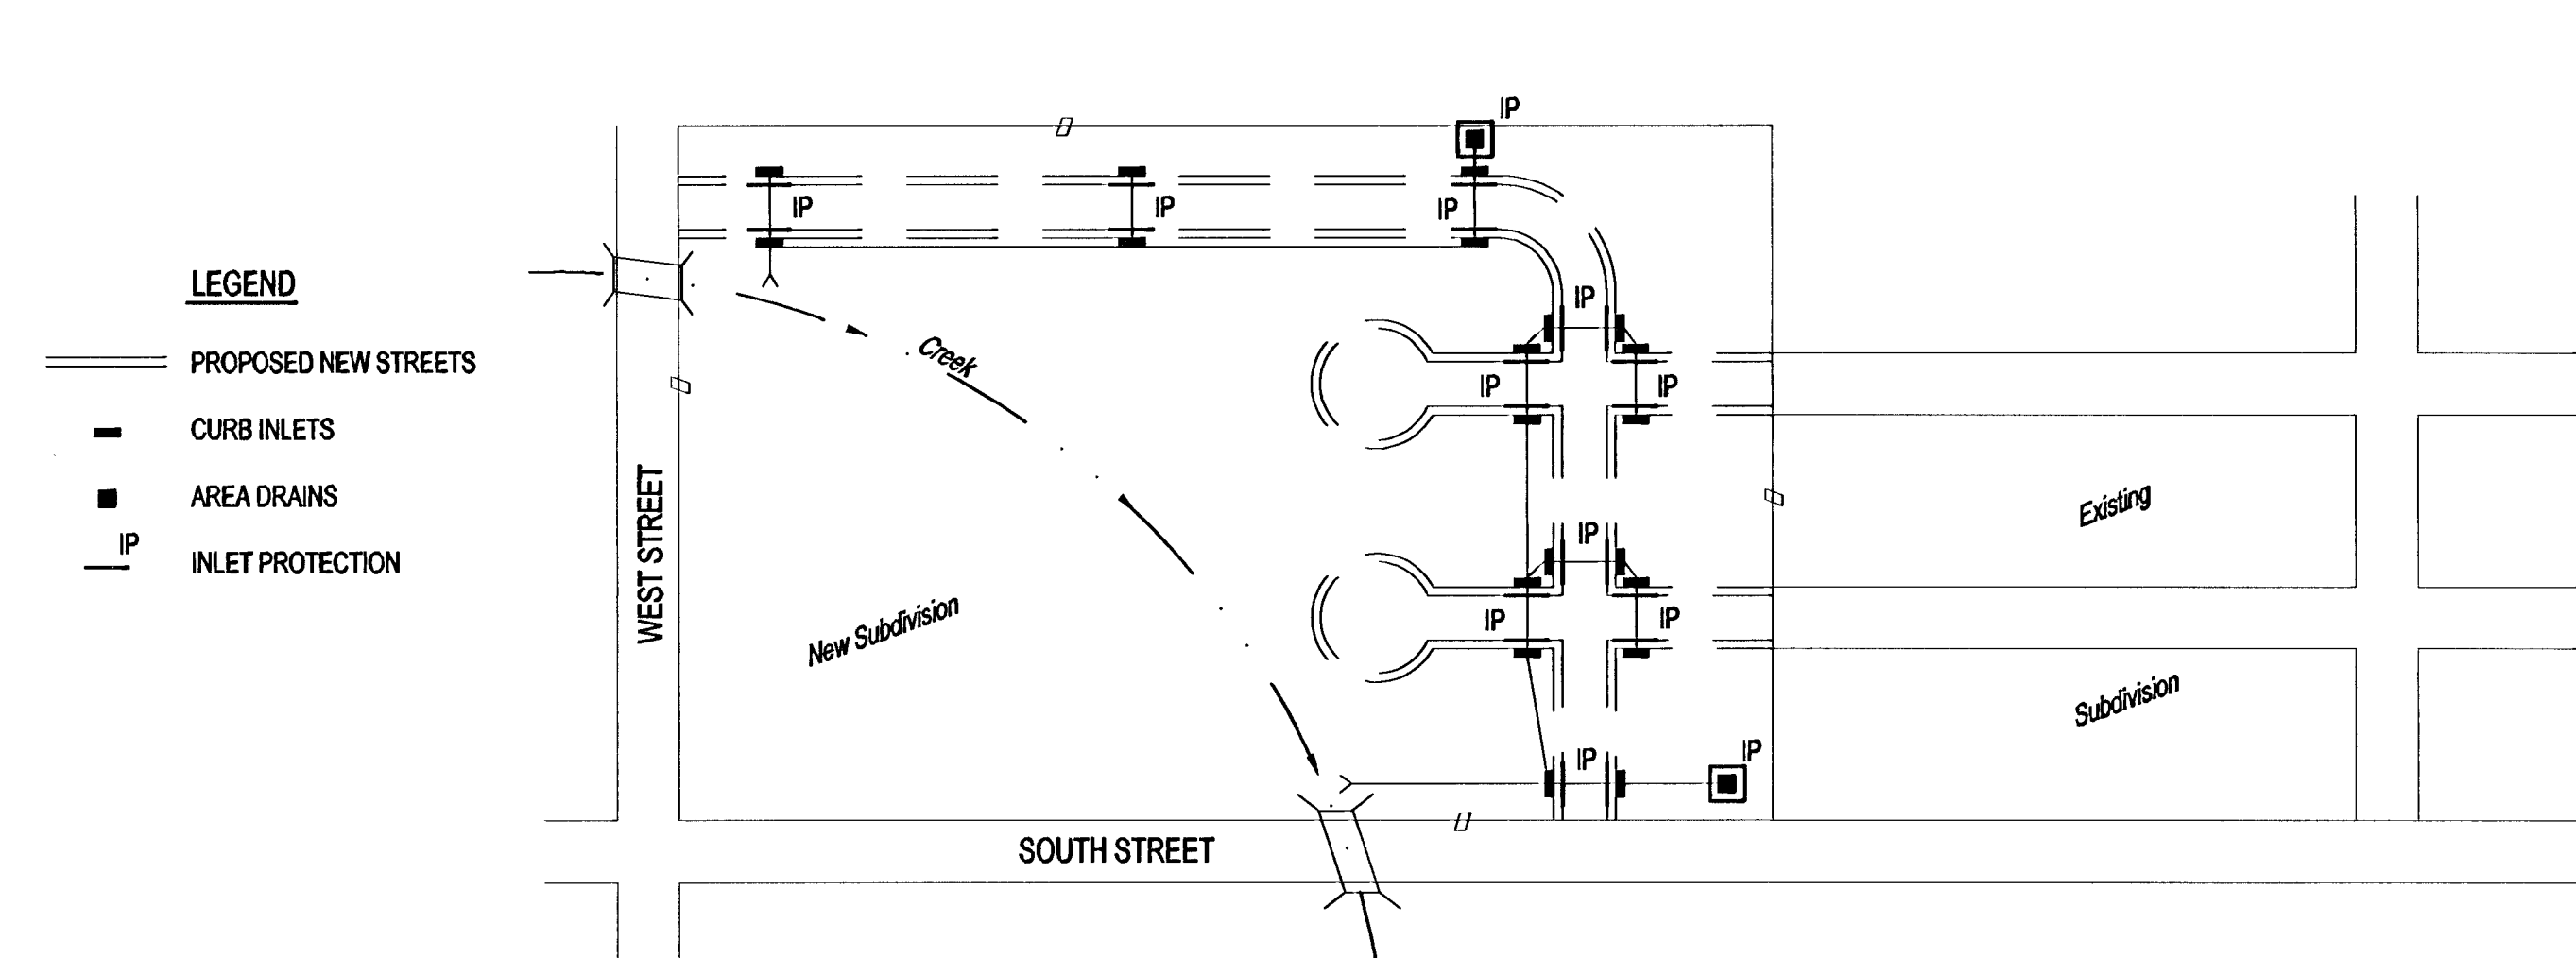 LEGEND
PROPOSED NEW STREETS
CURB INLETS
AREA DRAINS
IP
INLET PROTECTION
WEST STREET
SOUTH STREET
Creek
New Subdivision
Existing
Subdivision
IP
IP
IP
IP
IP
IP
IP
IP
IP
IP
IP
IP